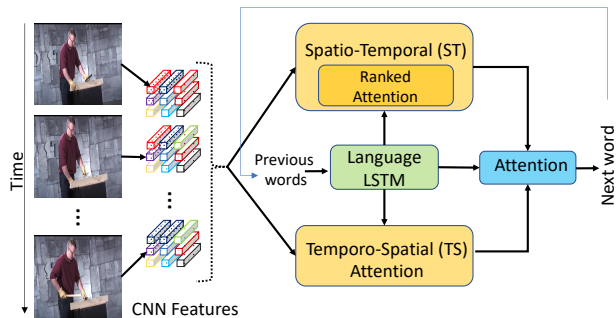 Time
CNN Features
Spatio-Temporal (ST)
Ranked
Attention
Previous
words
Language
LSTM
Attention
Temporo-Spatial (TS)
Attention
Next word